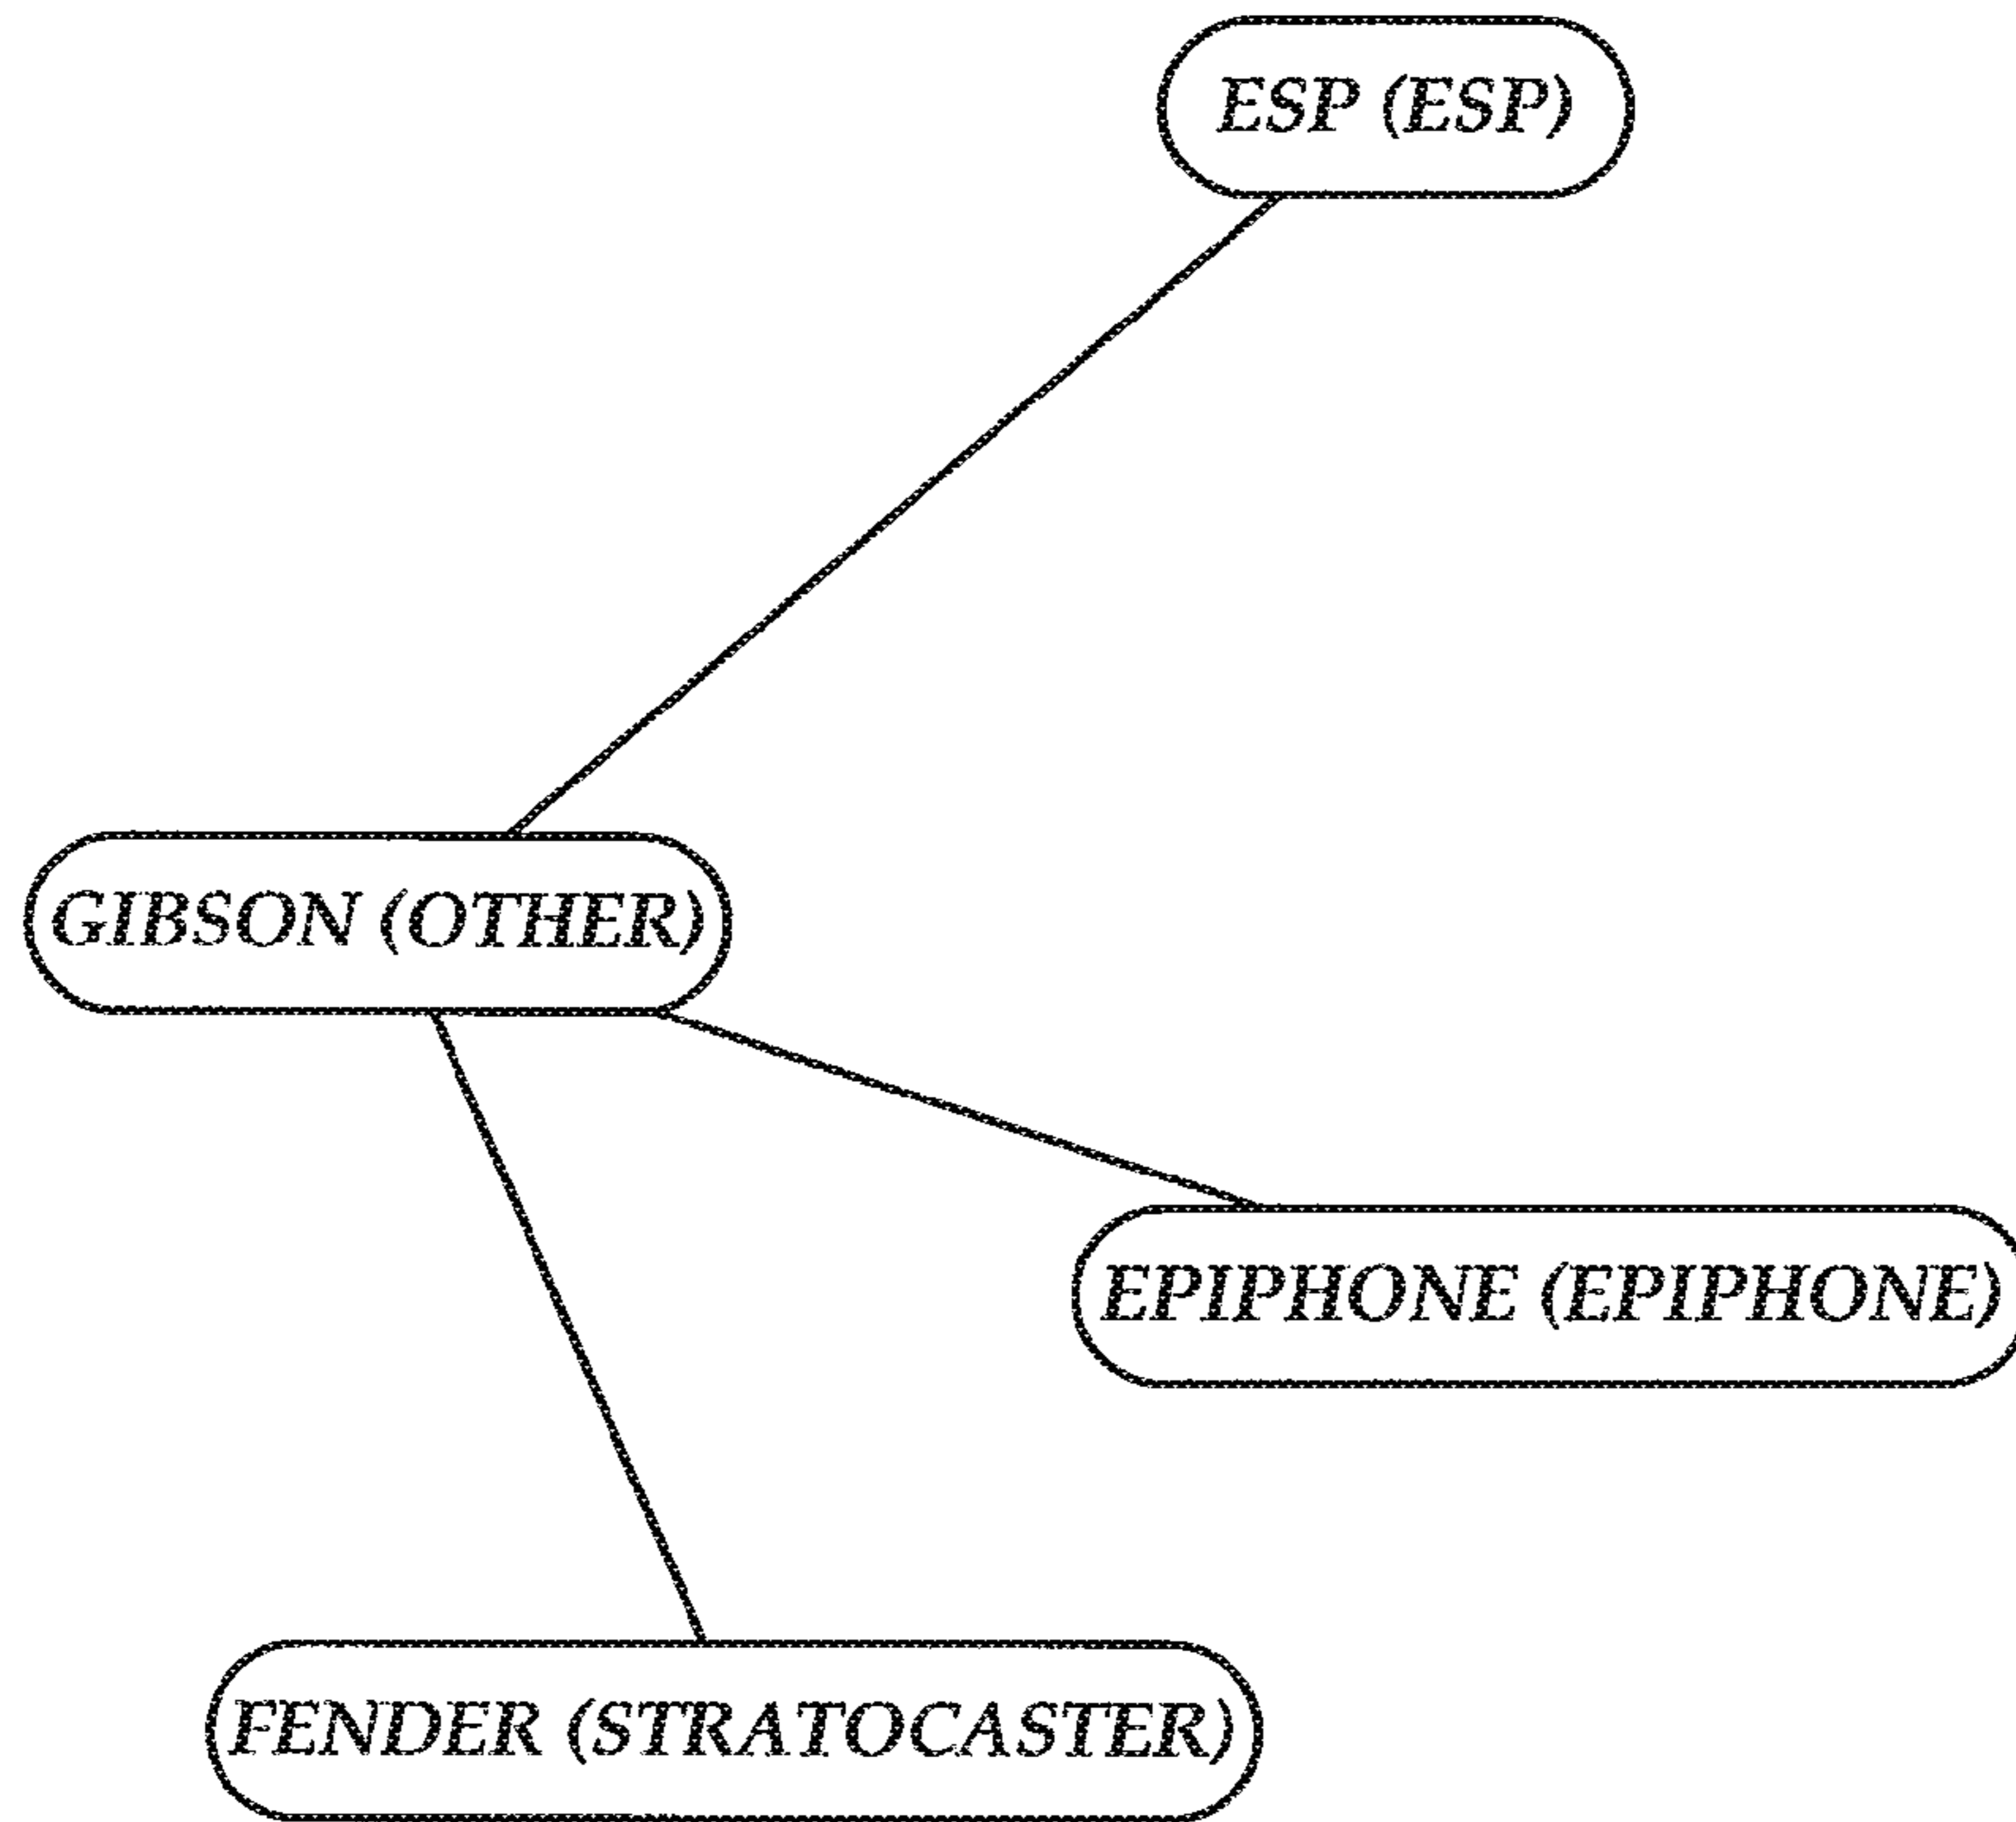 ESP (ESP)
GIBSON (OTHER)
EPIPHONE (EPIPHONE)
FENDER (STRATOCASTER)